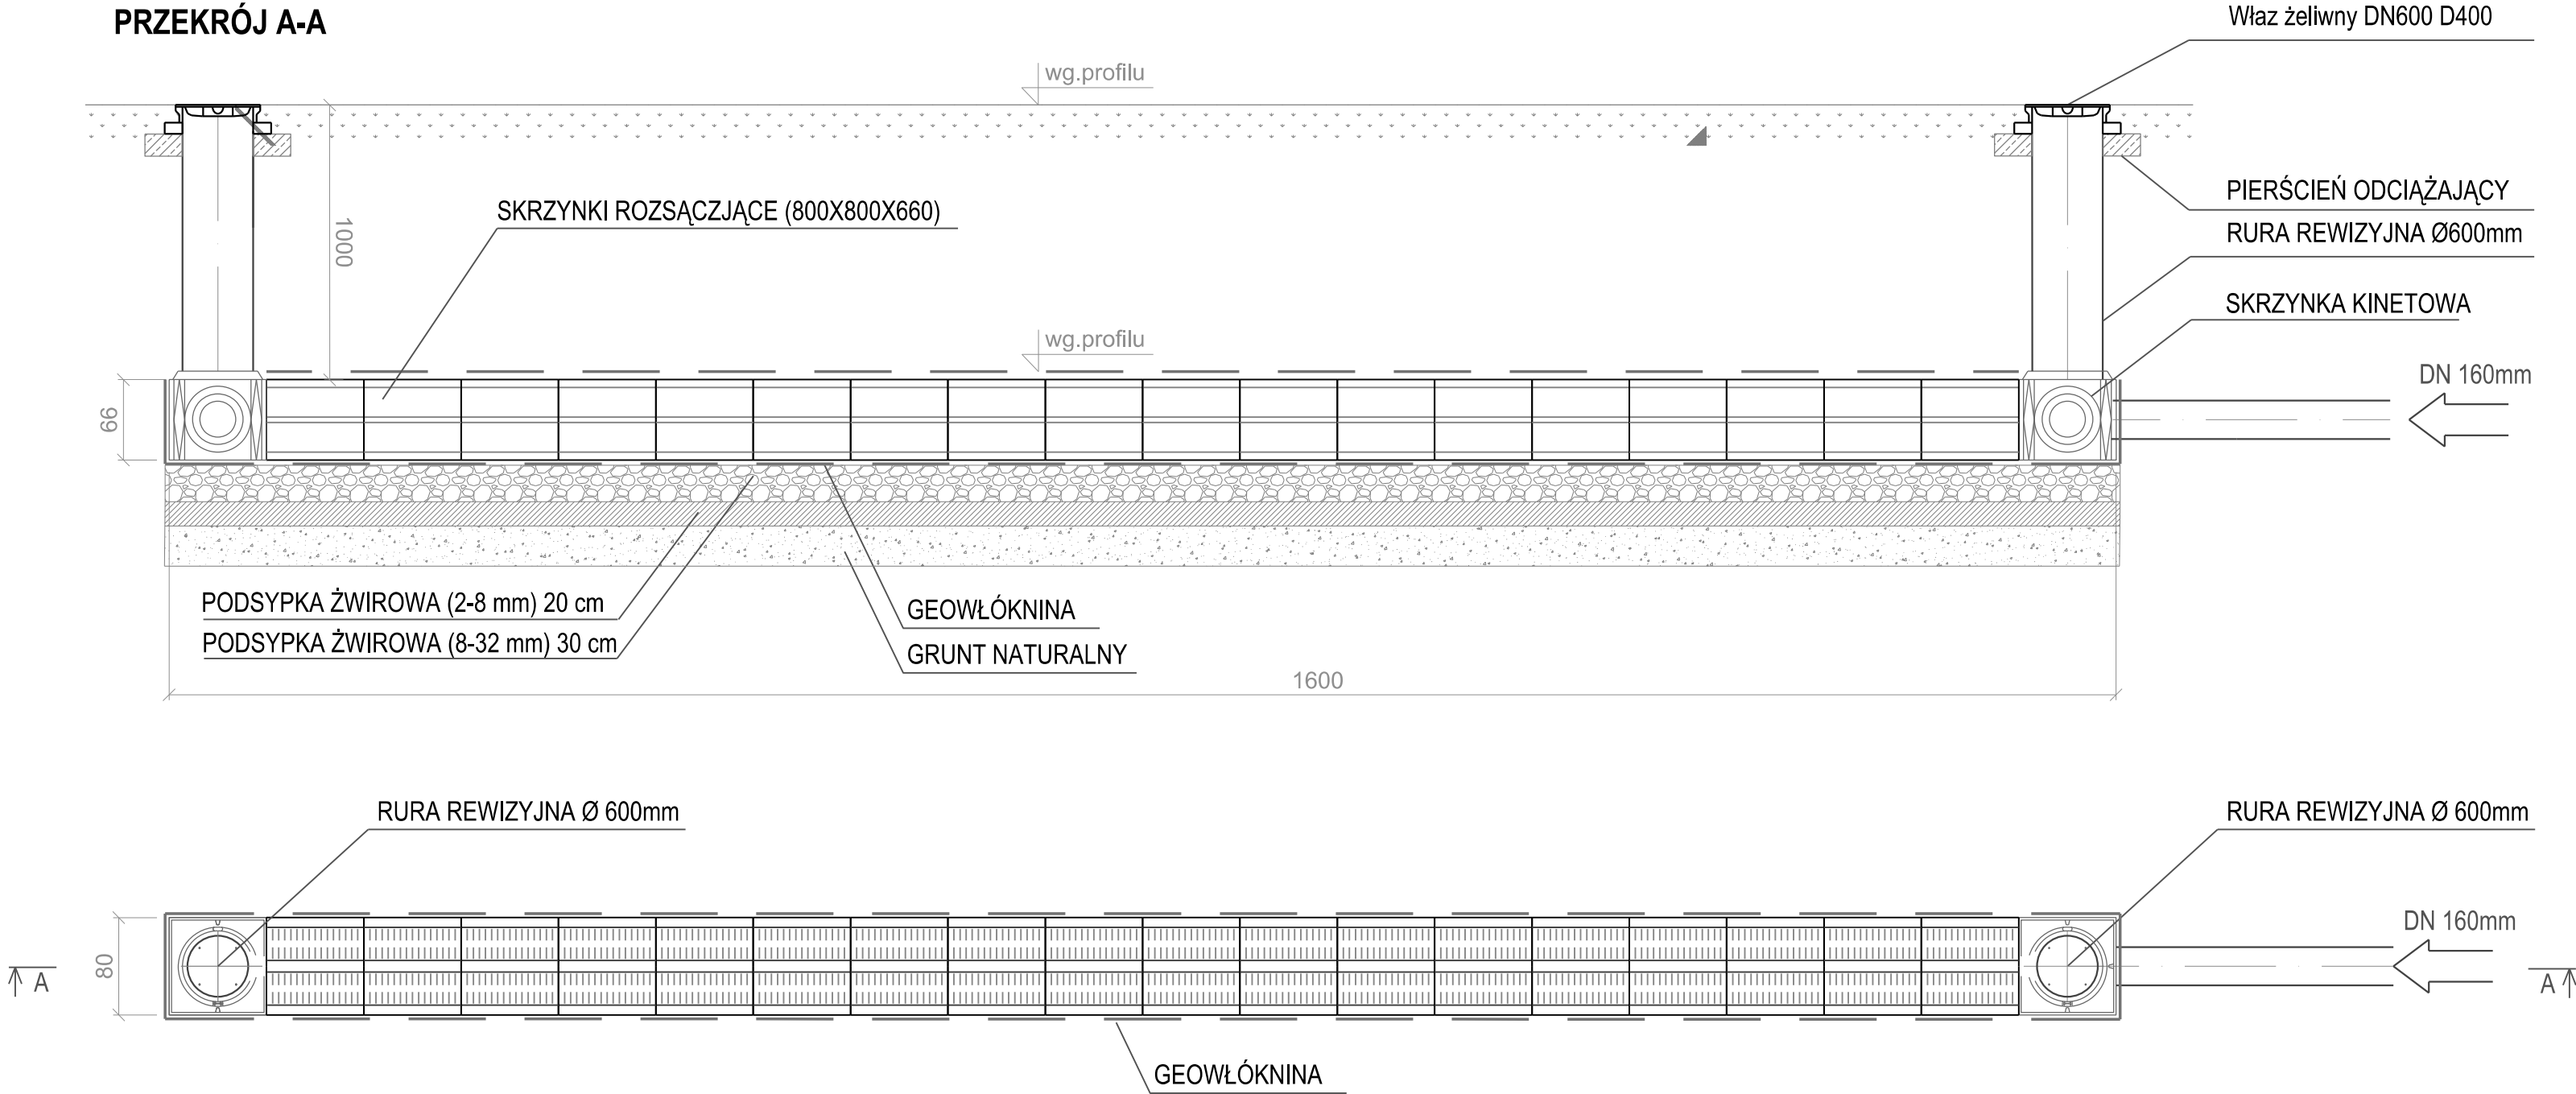 PRZEKRÓJ A-A
Właz żeliwny DN600 D400
wg.profilu
PIERŚCIEŃ ODCIĄŻAJĄCY
SKRZYNKI ROZSĄCZJĄCE (800X800X660)
1000
RURA REWIZYJNA Ø600mm
SKRZYNKA KINETOWA
wg.profilu
DN 160mm
66
PODSYPKA ŻWIROWA (2-8 mm) 20 cm
GEOWŁÓKNINA
PODSYPKA ŻWIROWA (8-32 mm) 30 cm
GRUNT NATURALNY
1600
RURA REWIZYJNA Ø 600mm
RURA REWIZYJNA Ø 600mm
DN 160mm
80
A
A
GEOWŁÓKNINA